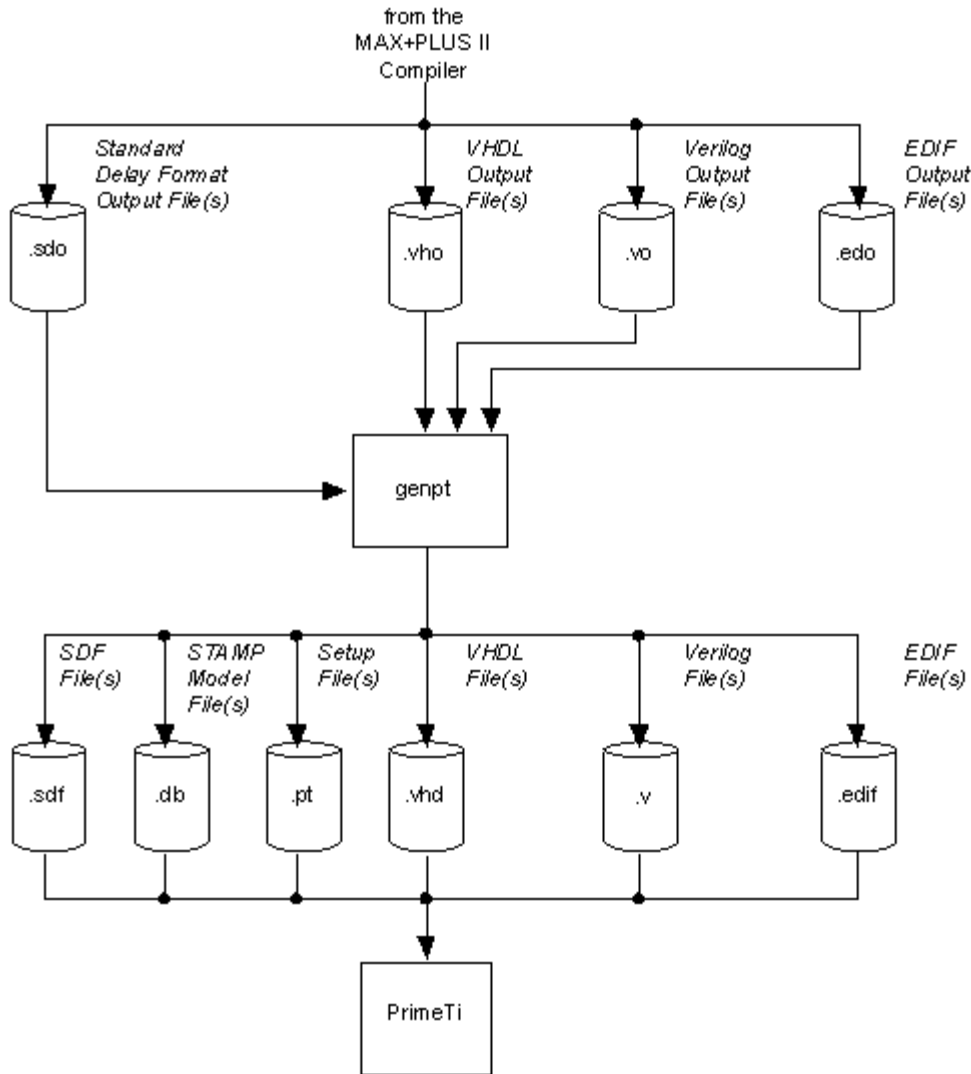 from the
MAX+PLUS II
Compiler
Standard
Delay Format
Output File(s)
VHDL
Output
File(s)
Verilog
Output
File(s)
EDIF
Output
File(s)
.sdo
.vho
.vo
.edo
genpt
SDF
File(s)
STAMP
Model
File(s)
Setup
File(s)
VHDL
File(s)
Verilog
File(s)
EDIF
File(s)
.sdf
.db
.pt
.vhd
.v
.edif
PrimeTi